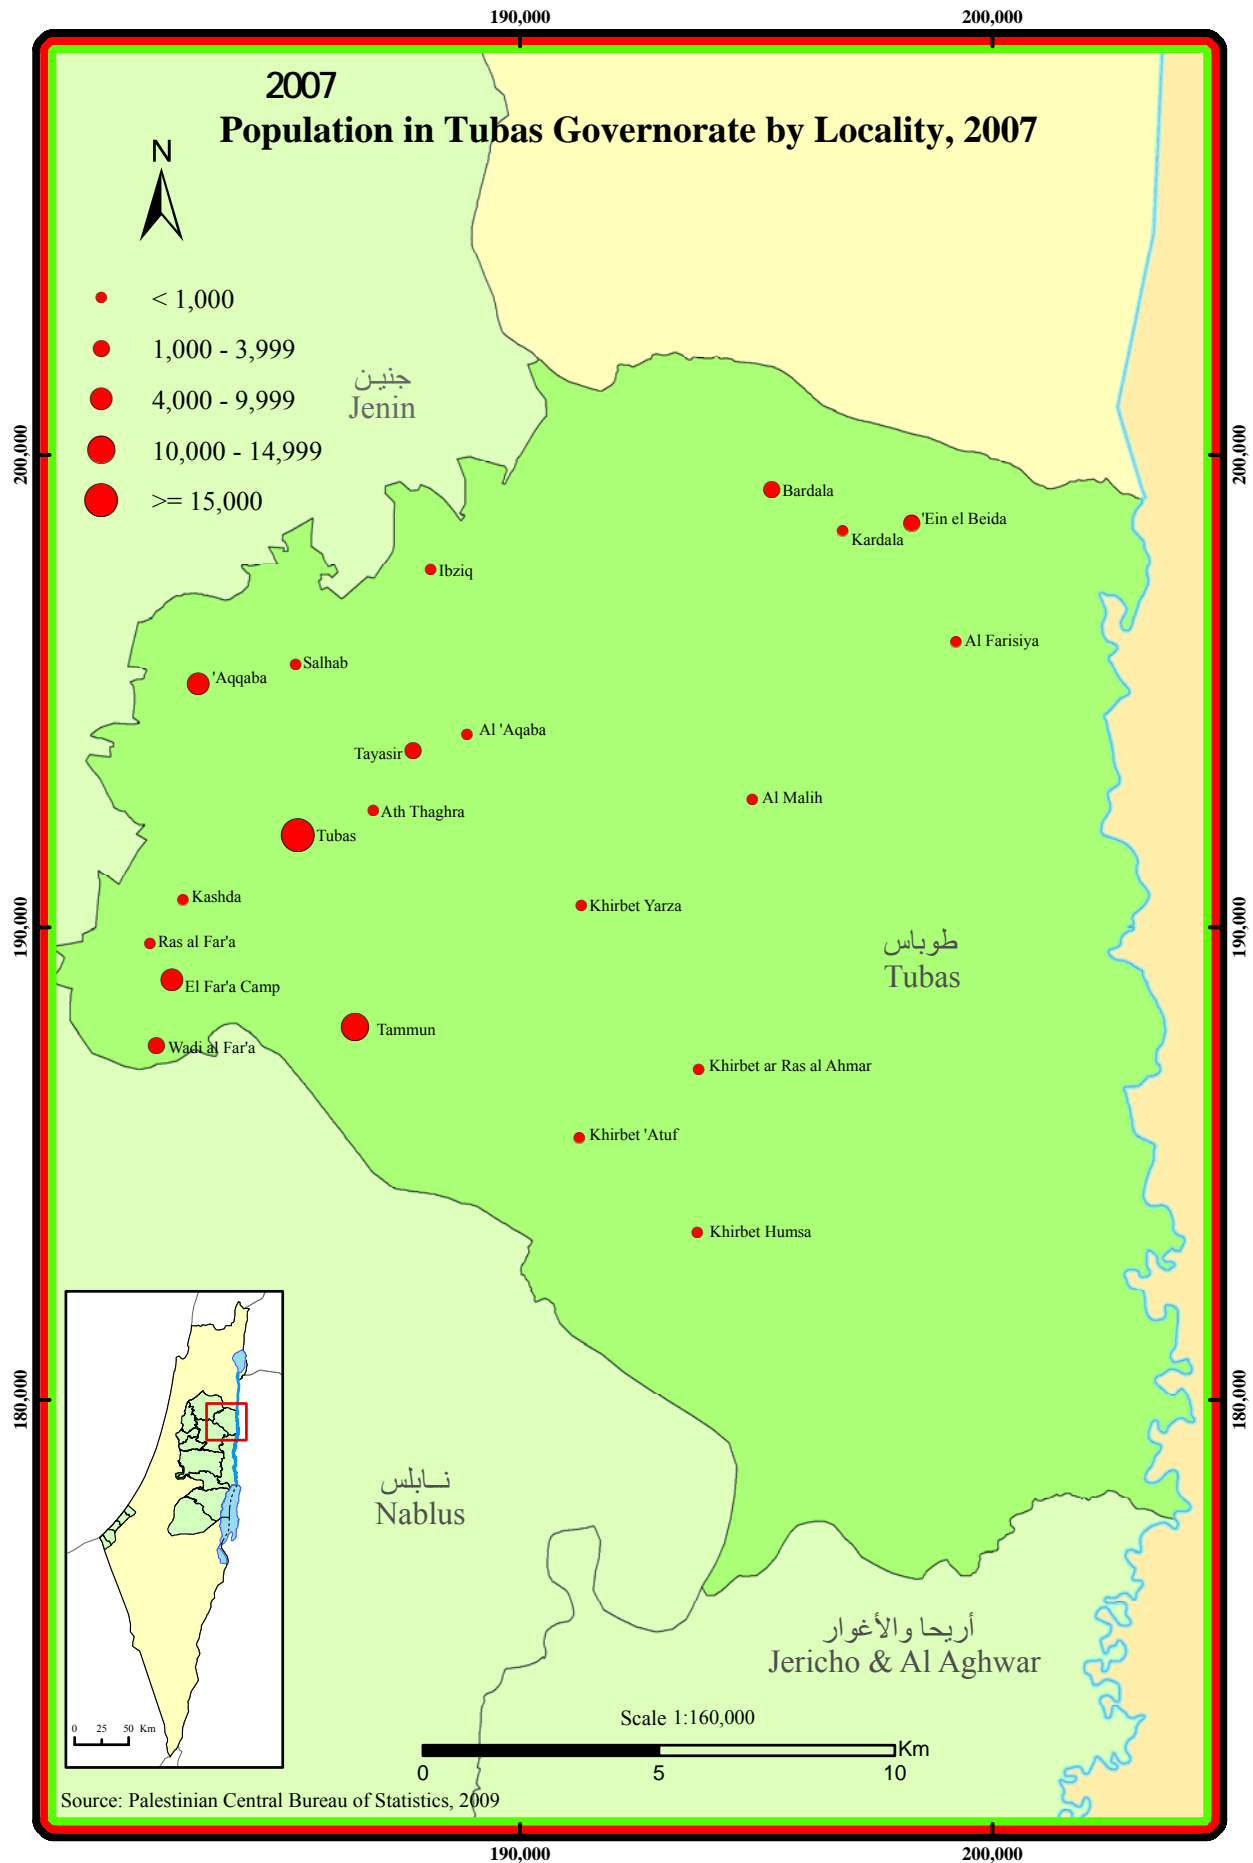 190,000
200,000
2007
Population in Tubas Governorate by Locality, 2007
N
< 1,000
1,000 - 3,999
4,000 - 9,999
10,000 - 14,999
>= 15,000
جنين
Jenin
200,000
200,000
Bardala
'Ein el Beida
Kardala
Ibziq
Al Farisiya
Salhab
'Aqqaba
Al 'Aqaba
Tayasir
Al Malih
Ath Thaghra
Tubas
Kashda
Khirbet Yarza
190,000
190,000
Ras al Far'a
طوباس
Tubas
El Far'a Camp
Tammun
Wadi al Far'a
Khirbet ar Ras al Ahmar
Khirbet 'Atuf
Khirbet Humsa
180,000
180,000
نـابلس
Nablus
أريحا والأغوار
Jericho & Al Aghwar
Scale 1:160,000
0 25 50 Km
Km
0 5 10
Source: Palestinian Central Bureau of Statistics, 2009
190,000
200,000